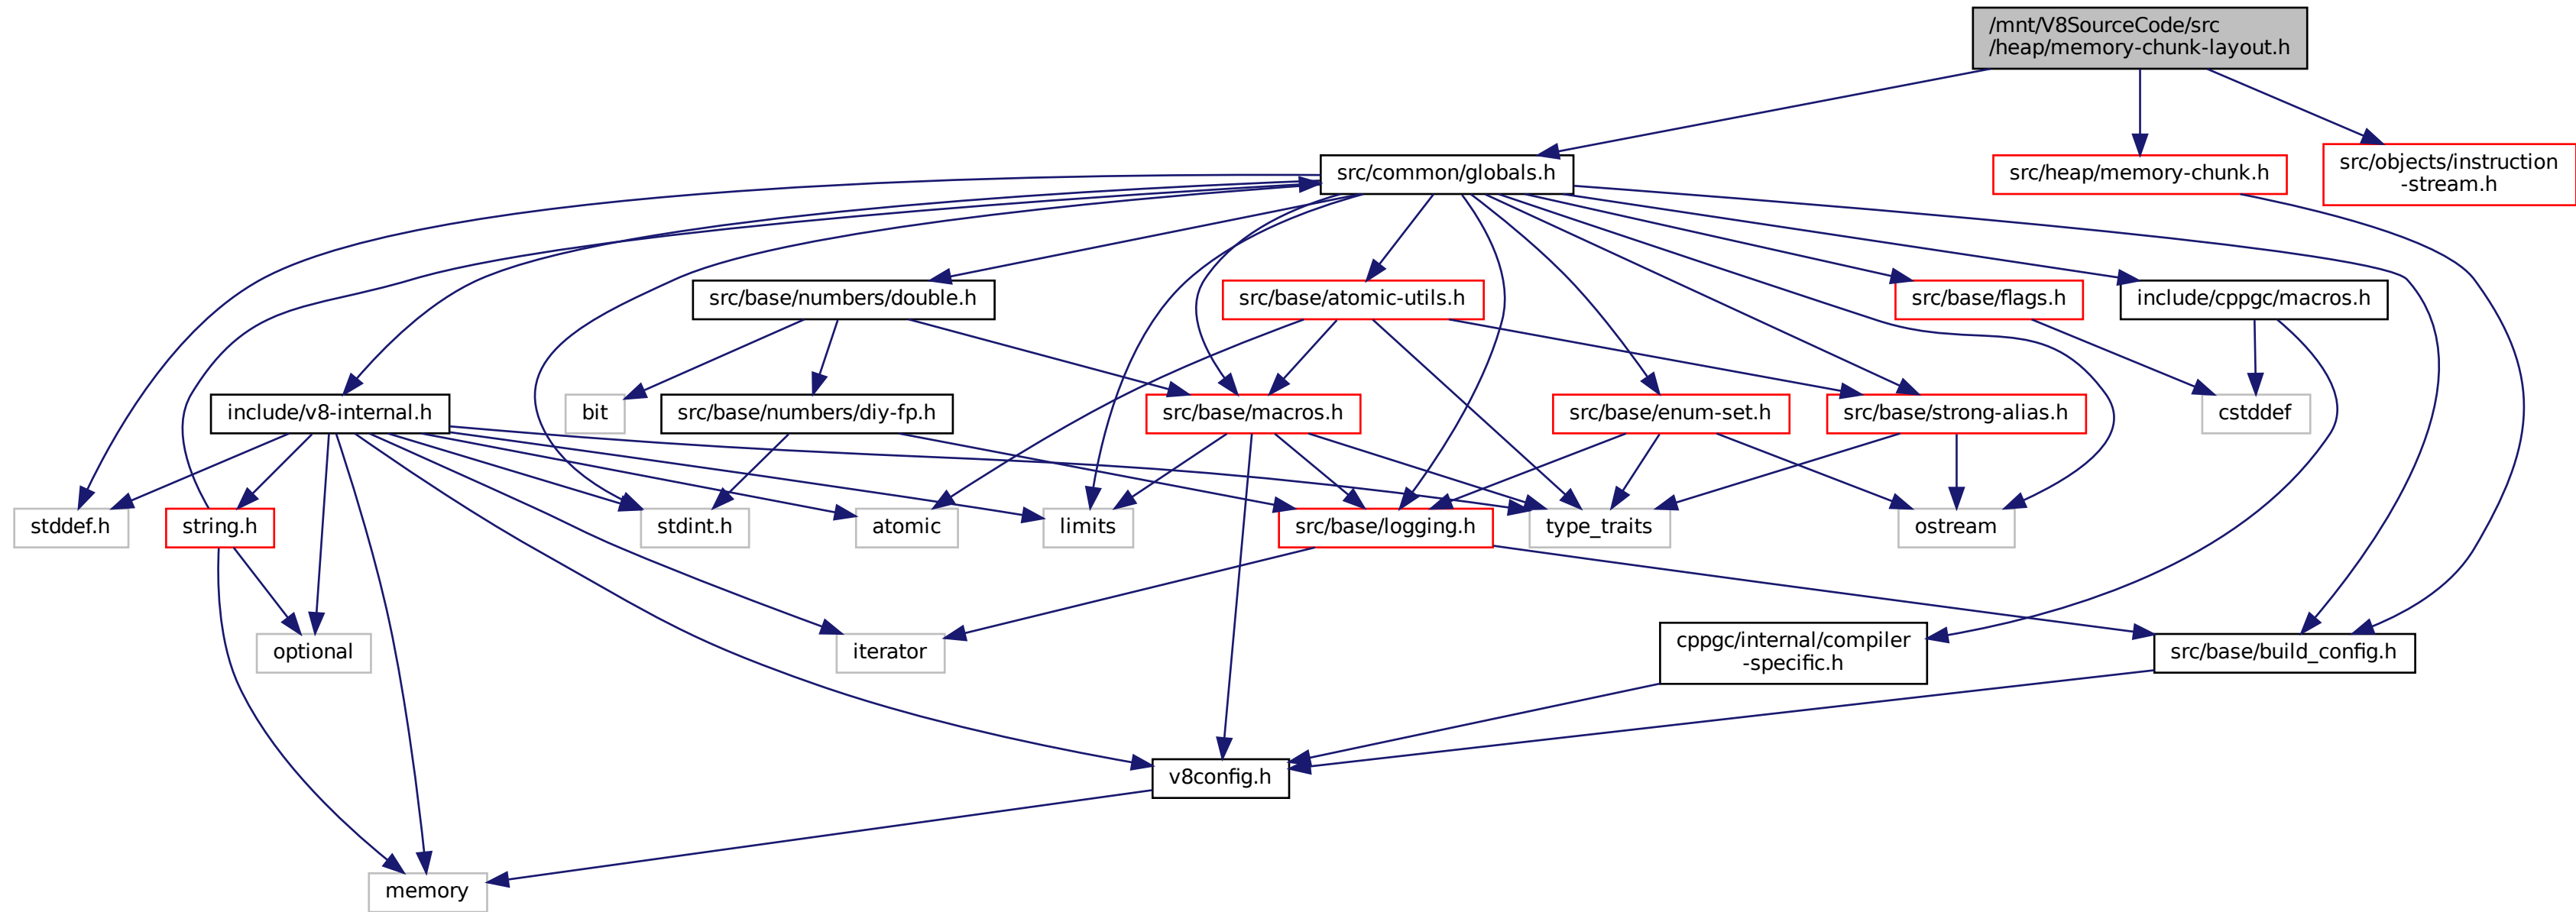 /mnt/V8SourceCode/src
/heap/memory-chunk-layout.h
src/common/globals.h
src/heap/memory-chunk.h
src/objects/instruction
-stream.h
src/base/numbers/double.h
src/base/atomic-utils.h
src/base/flags.h
include/cppgc/macros.h
include/v8-internal.h
bit
src/base/numbers/diy-fp.h
src/base/macros.h
src/base/enum-set.h
src/base/strong-alias.h
cstddef
stddef.h
string.h
stdint.h
atomic
limits
src/base/logging.h
type_traits
ostream
optional
iterator
cppgc/internal/compiler
-specific.h
src/base/build_config.h
v8config.h
memory